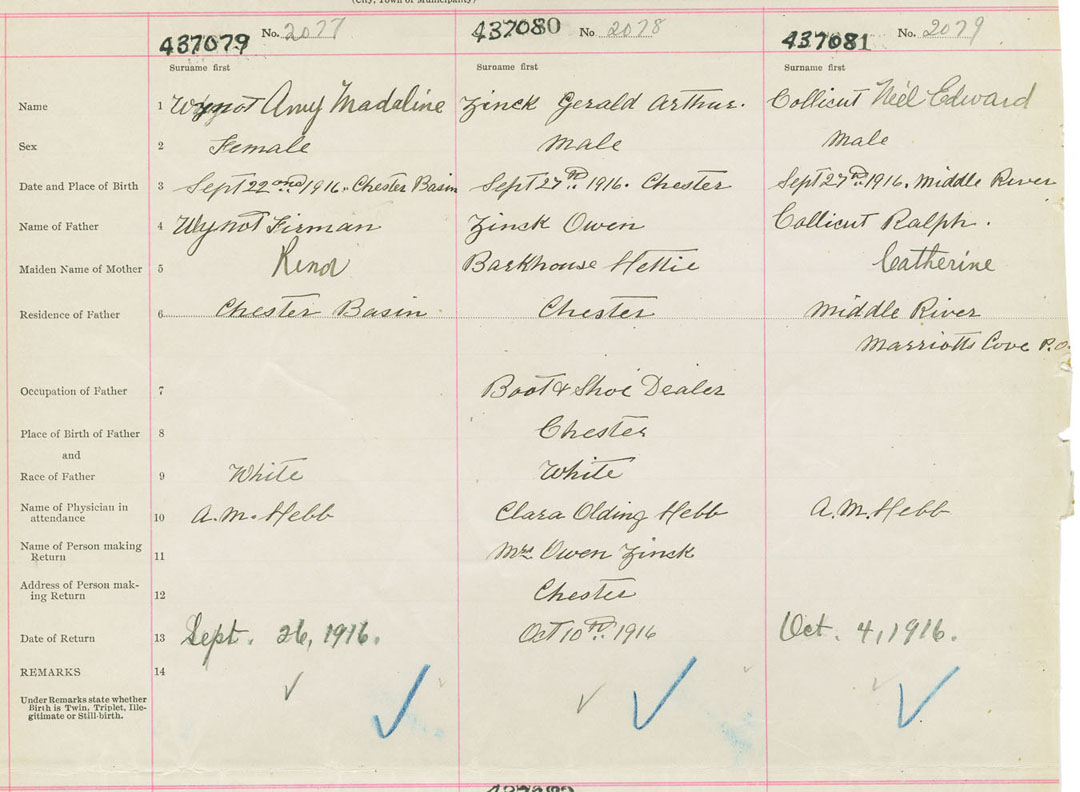 (City, Town or Municipality)
437079 No. 2077 437080 No 2078 437081 No. 2079
Surname first Surname first Surname first
Name 1 Wynot Amy Madaline Zinck Gerald Arthur. Collicut Neil Edward
Sex 2 Female Male Male
Date and Place of Birth 3 Sept 22nd 1916. Chester Basin Sept 27th. 1916. Chester Sept 27th 1916. Middle River
Name of Father 4 Wynot Firman Zinck Owen Collicut Ralph.
Maiden Name of Mother 5 Barkhouse Hettie Catherine
Residence of Father 6 Chester Basin Chester Middle River
Marriotts Cove P.O.
Occupation of Father 7 Boot & Shoe Dealer
Place of Birth of Father 8 Chester
and
Race of Father 9 White White
Name of Physician in
attendance 10 A.M. Hebb Clara Olding Hebb A.M. Hebb
Name of Person making
Return 11 Mrs Owen Zinck
Address of Person mak-
ing Return 12 Chester
Date of Return 13 Sept. 26, 1916. Oct 10th. 1916 Oct. 4, 1916.
REMARKS 14
Under Remarks state whether
Birth is Twin, Triplet, Ille-
gitimate or Still-birth.